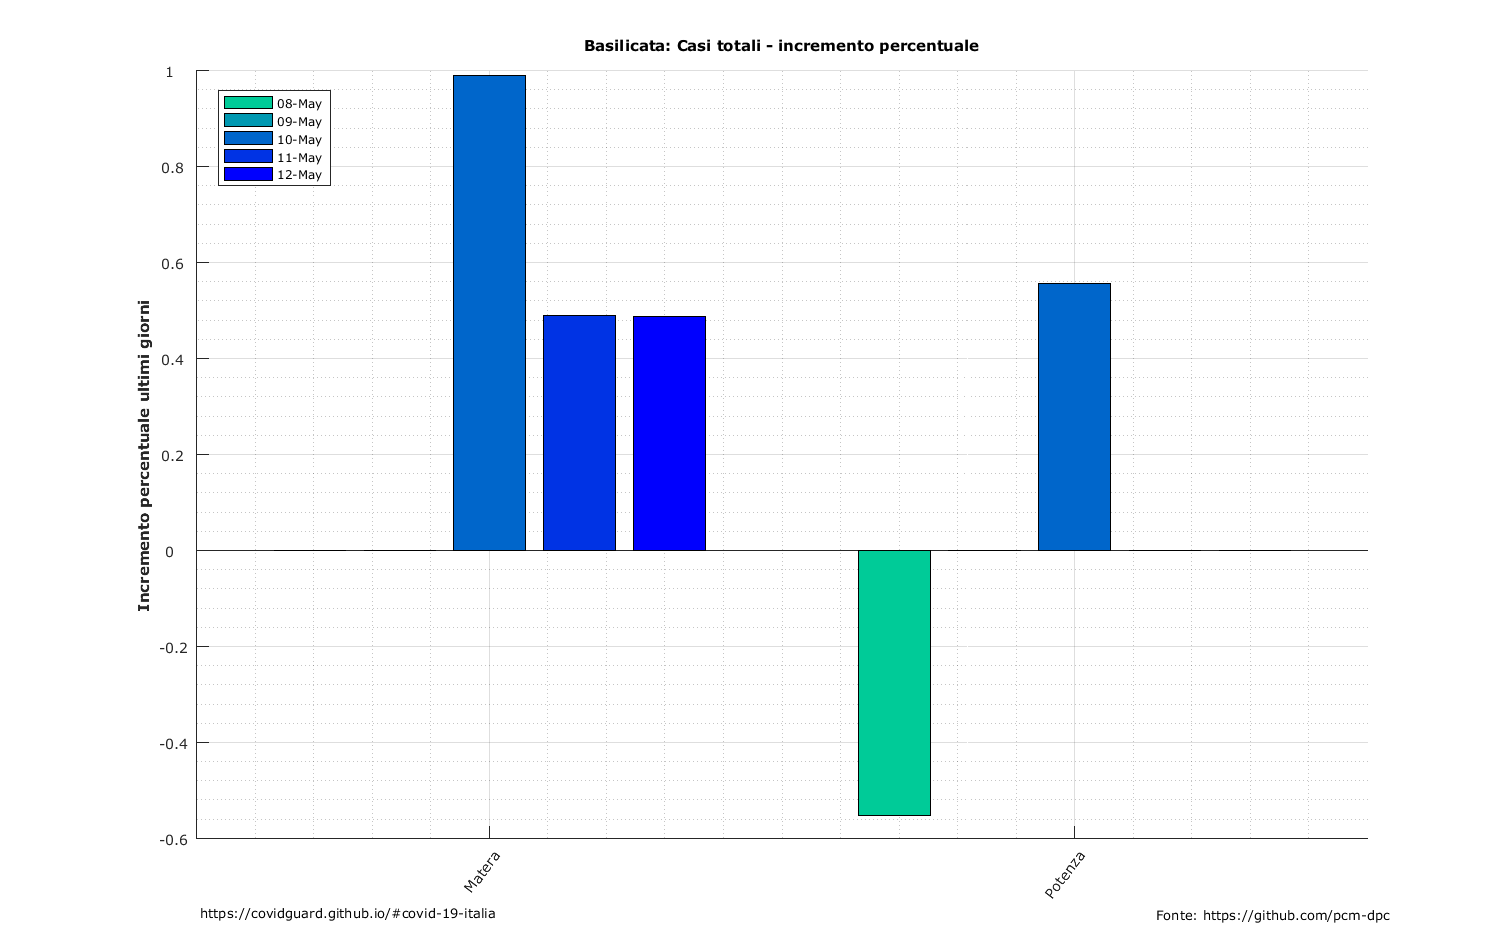 Basilicata: Casi totali - incremento percentuale
08-May
09-May
10-May
11-May
12-May
Incremento percentuale ultimi giorni
1
0.8
0.6
0.4
0.2
0
-0.2
-0.4
-0.6
Matera
Potenza
https://covidguard.github.io/#covid-19-italia
Fonte: https://github.com/pcm-dpc